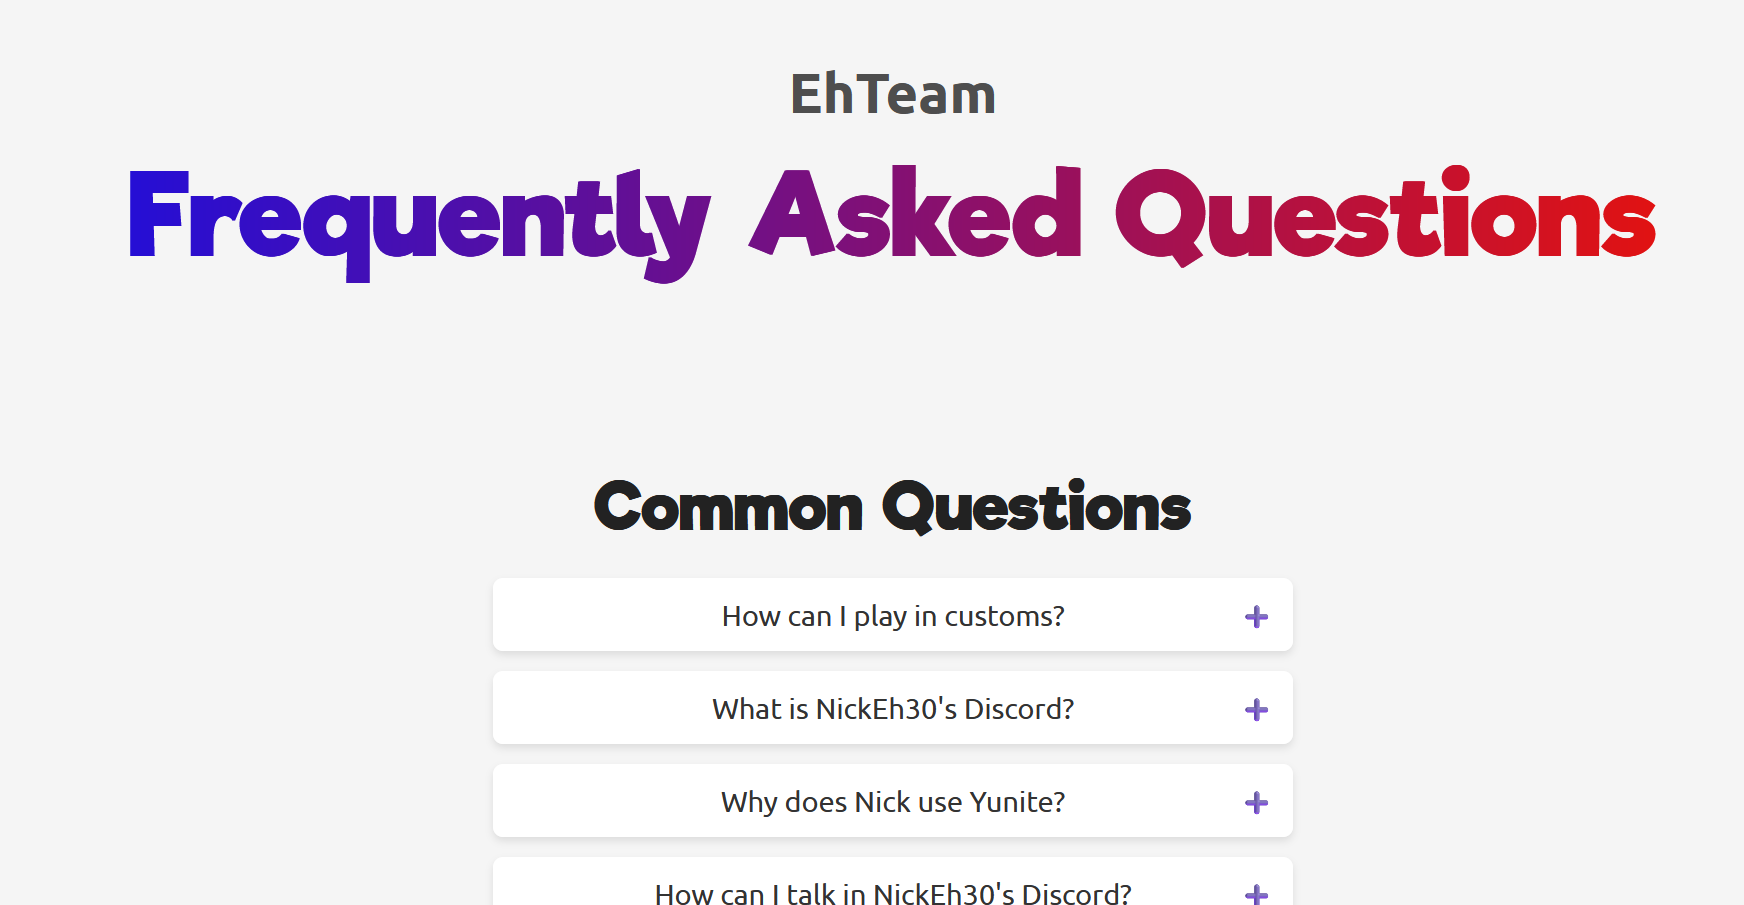 EhTeam
Frequently Asked Questions
Common Questions
How can I play in customs?
What is NickEh30's Discord?
Why does Nick use Yunite?
How can I talk in NickEh30's Discord?